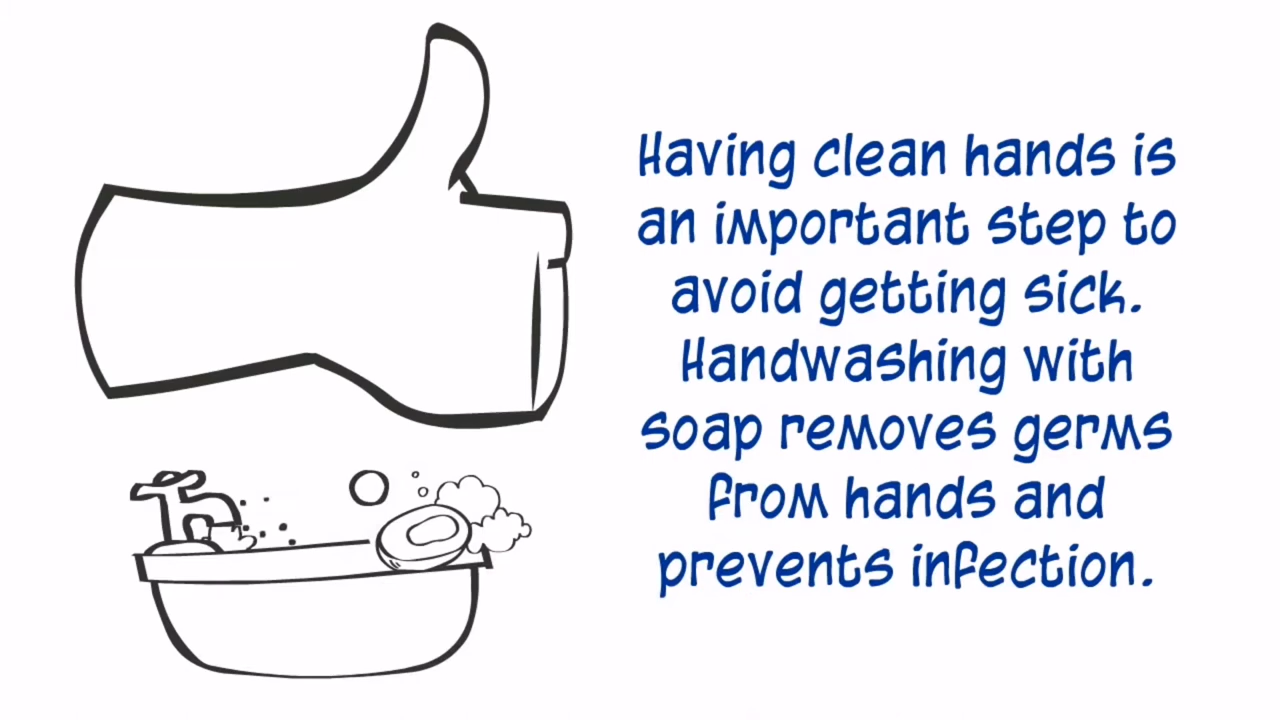 Having clean hands is
an important step to
avoid getting sick.
Handwashing with
soap removes germs
from hands and
prevents infection.